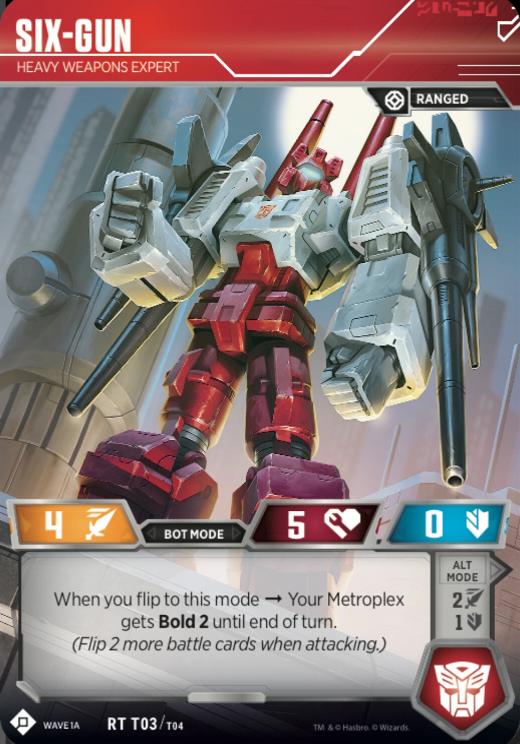 SIX-GUN
HEAVY WEAPONS EXPERT
RANGED
4
BOT MODE
5
0
ALT
MODE
2
1
When you flip to this mode → Your Metroplex
gets Bold 2 until end of turn.
(Flip 2 more battle cards when attacking.)
WAVE 1A
RT T03/T04
TM & © Hasbro. © Wizards.